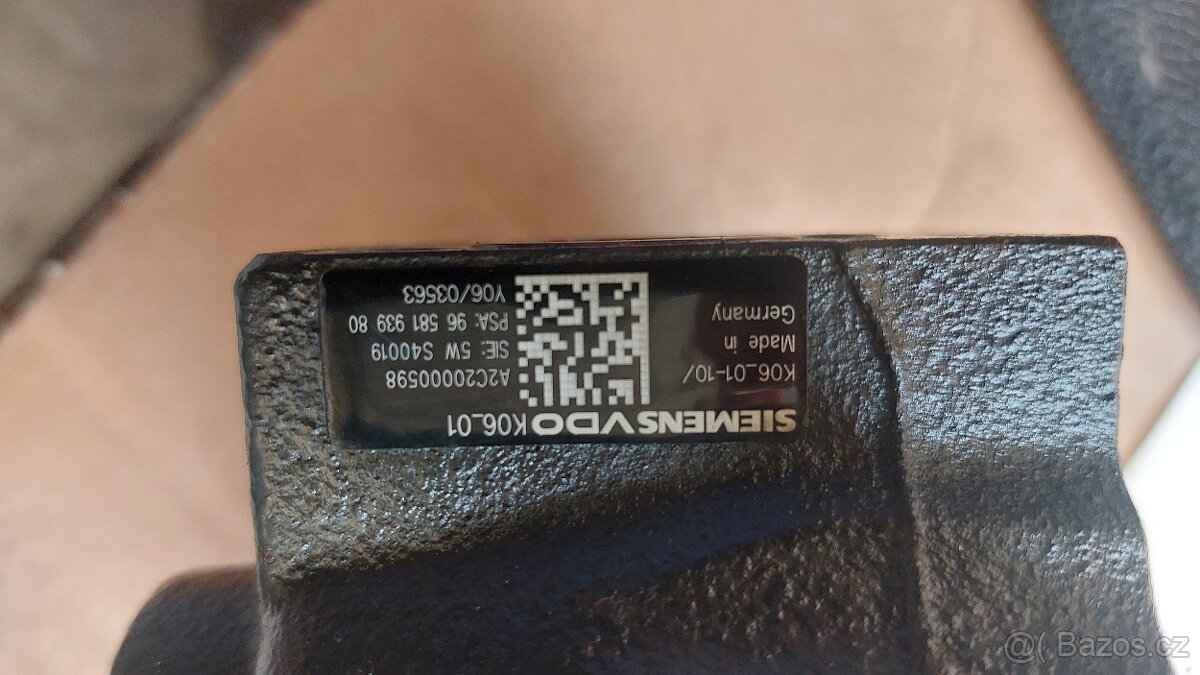 SIEMENS VDO K06_01
K06_01-10/
Made in
Germany
A2C20000598
SIE: 5W S40019
PSA: 96 581 939 80
Y06/03563
@( Bazoš.cz